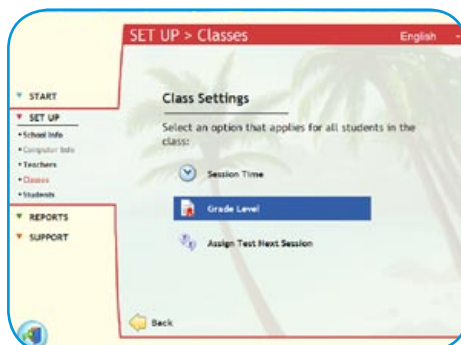 SET UP > Classes
English
START
SET UP
• School Info
• Computer Info
• Teachers
• Classes
• Students
REPORTS
SUPPORT
Class Settings
Select an option that applies for all students in the
class:
Session Time
Grade Level
Assign Test Next Session
Back